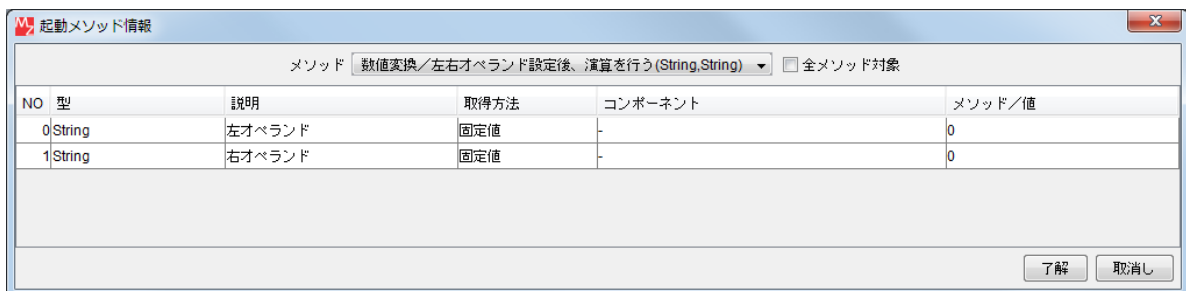 起動メソッド情報
メソッド 数値変換/左右オペランド設定後、演算を行う(String,String) 全メソッド対象
NO 型 説明 取得方法 コンポーネント メソッド/値
0 String 左オペランド 固定値 - 0
1 String 右オペランド 固定値 - 0
了解 取消し